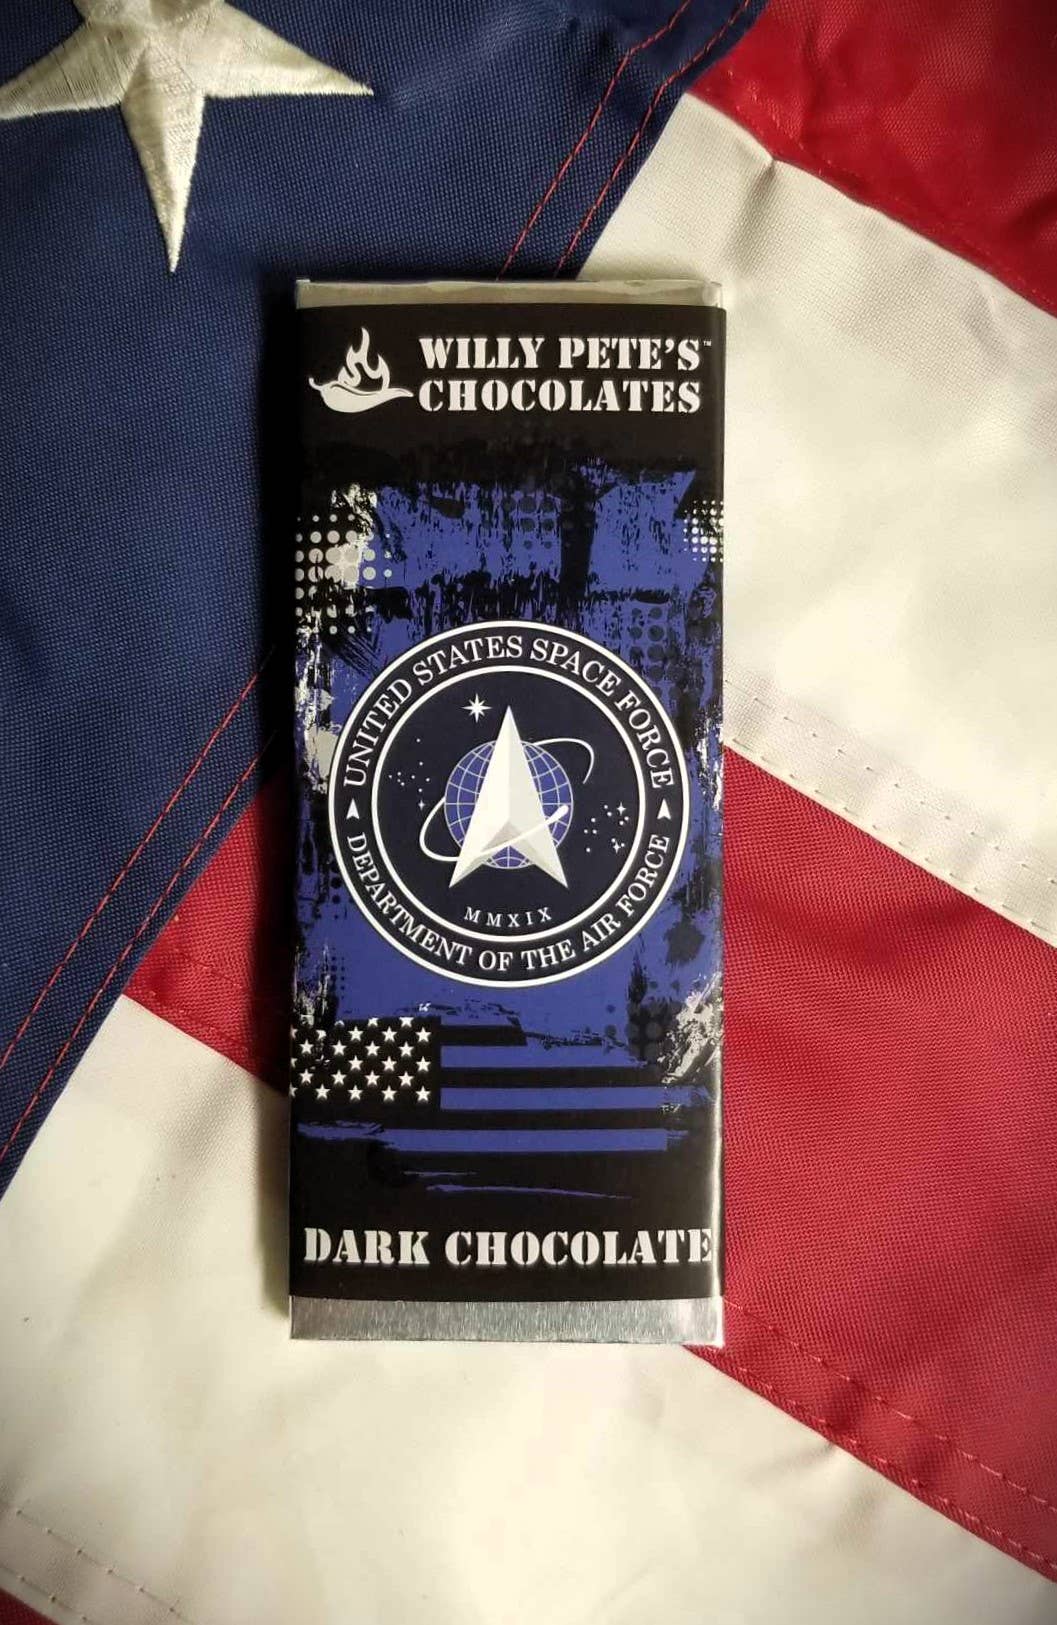 WILLY PETE'S™
CHOCOLATES
UNITED STATES SPACE FORCE
MMXIX
DEPARTMENT OF THE AIR FORCE
DARK CHOCOLATE